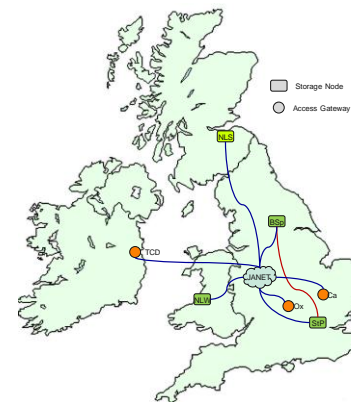 Storage Node
Access Gateway
NLS
BSp
TCD
JANET
NLW
Ca
Ox
StP